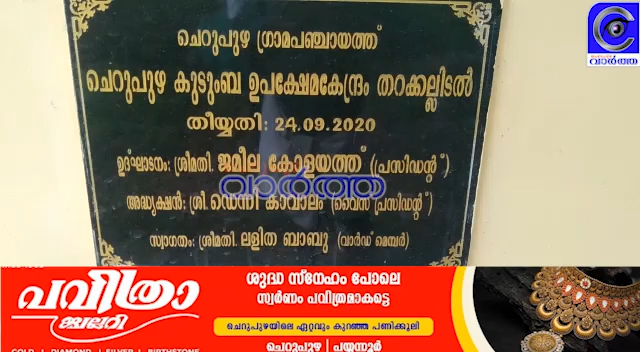 ചെറുപുഴ ഗ്രാമപഞ്ചായത്ത്
ചെറുപുഴ കുടുംബ ഉപക്ഷേമകേന്ദ്രം തറക്കല്ലിടൽ
തീയ്യതി: 24.09.2020
ഉദ്ഘാടനം: ശ്രീമതി. ജമീല കോളയത്ത് (പ്രസിഡന്റ്)
വാർത്ത
അദ്ധ്യക്ഷൻ: ശ്രീ. ഡെന്നി കാവാലം (വൈസ് പ്രസിഡന്റ്)
സ്വാഗതം: ശ്രീമതി. ലളിത ബാബു (വാർഡ് മെമ്പർ)
വാർത്ത
പവിത്രാ
ജ്വല്ലറി
GOLD | DIAMOND | SILVER | BIRTHSTONE
ശുദ്ധ സ്നേഹം പോലെ
സ്വർണം പവിത്രമാകട്ടെ
ചെറുപുഴയിലെ ഏറ്റവും കുറഞ്ഞ പണിക്കൂലി
ചെറുപുഴ | പയ്യന്നൂർ